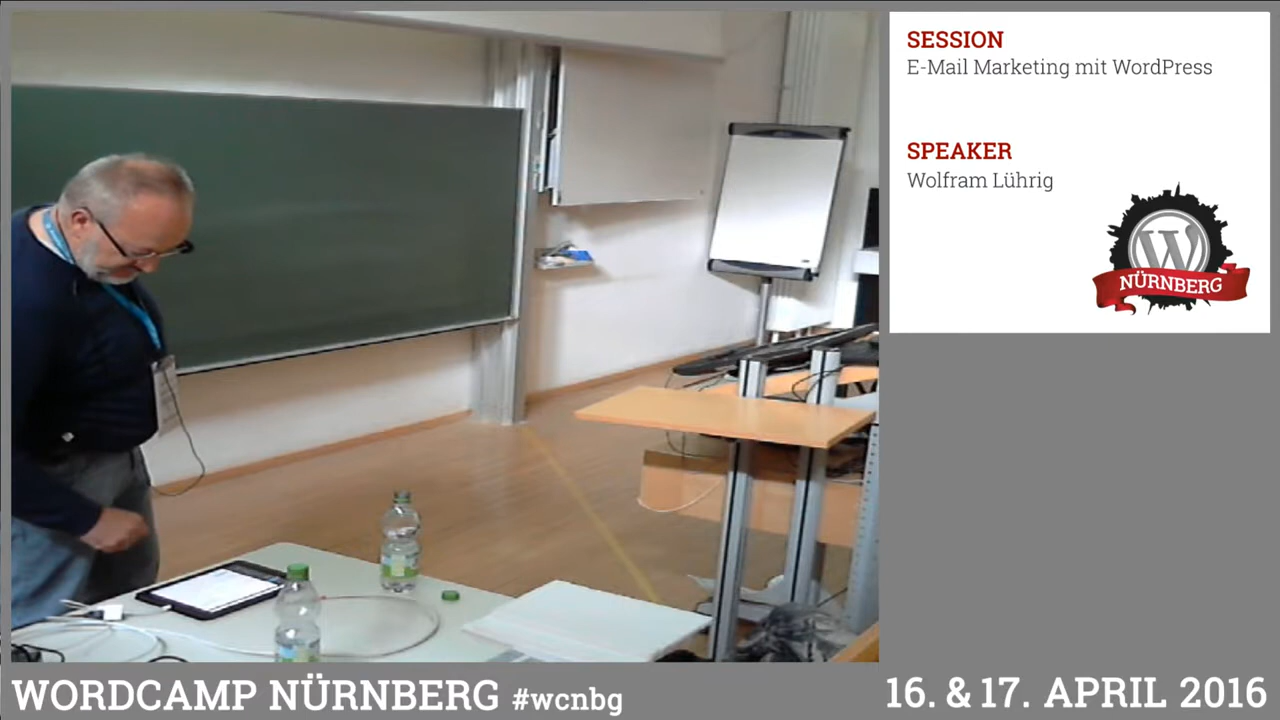 SESSION
E-Mail Marketing mit WordPress
SPEAKER
Wolfram Lührig
W
NÜRNBERG
WORDCAMP NÜRNBERG #wcnbg
16. & 17. APRIL 2016